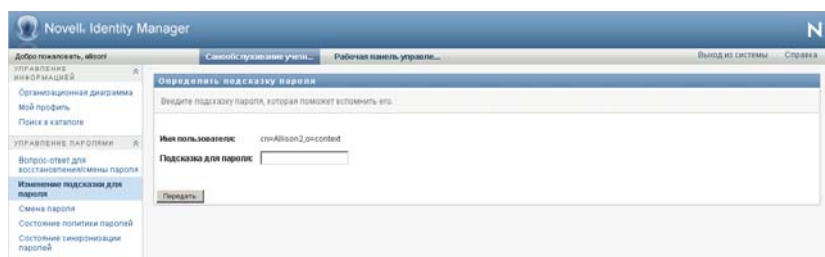 Novell® Identity Manager
N
Добро пожаловать, allison!
Самообслуживание учетн...
Рабочая панель управле...
Выход из системы
Справка
УПРАВЛЕНИЕ ИНФОРМАЦИЕЙ
Организационная диаграмма
Мой профиль
Поиск в каталоге
УПРАВЛЕНИЕ ПАРОЛЯМИ
Вопрос-ответ для
восстановления/смены пароля
Изменение подсказки для
пароля
Смена пароля
Состояние политики паролей
Состояние синхронизации
паролей
Определить подсказку пароля
Введите подсказку пароля, которая поможет вспомнить его.
Имя пользователя: cn=Allison2,o=context
Подсказка для пароля:
Передать